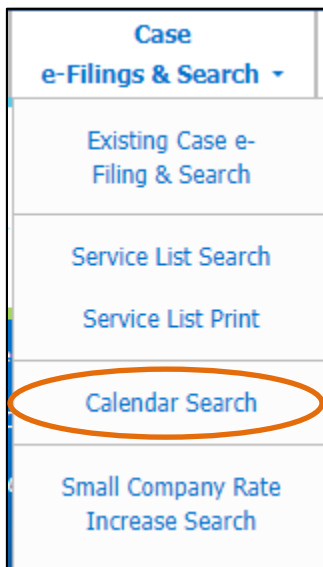 Case
e-Filings & Search
Existing Case e-
Filing & Search
Service List Search
Service List Print
Calendar Search
Small Company Rate
Increase Search